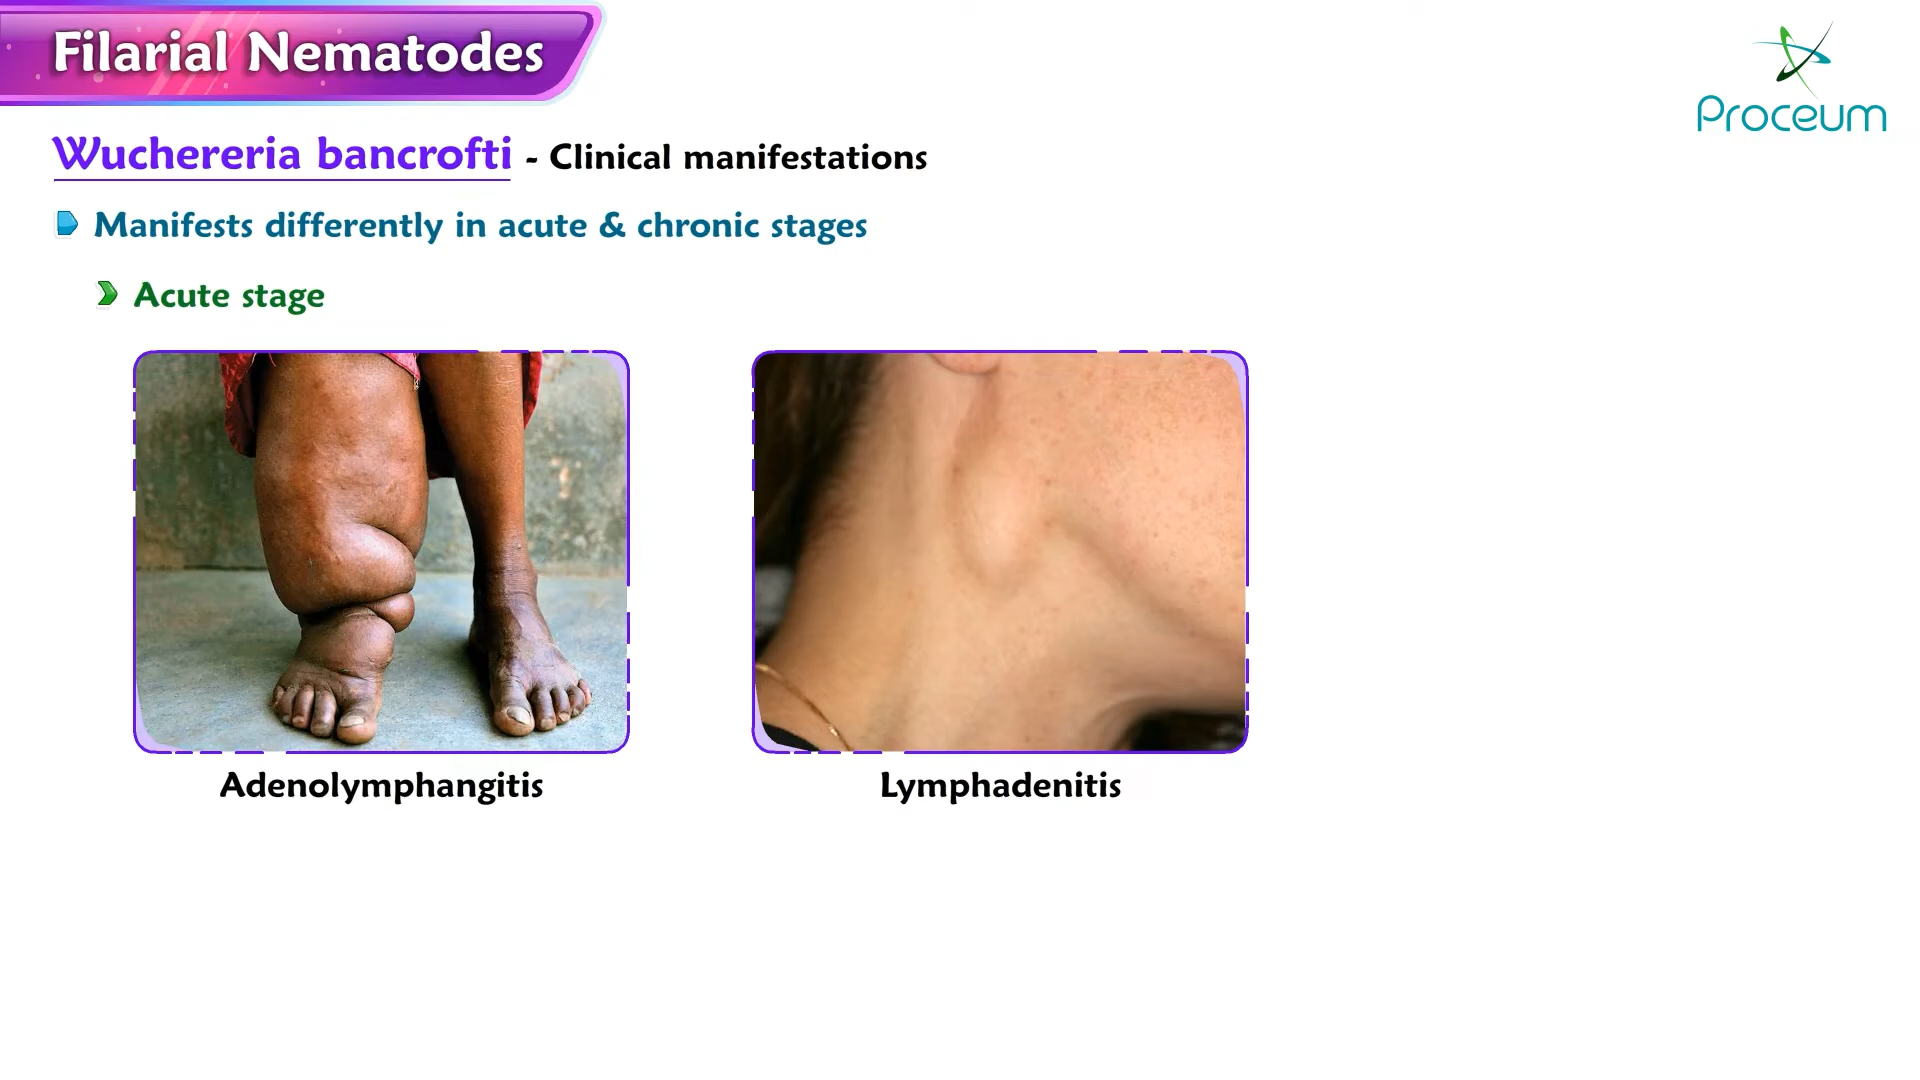 Filarial Nematodes
Proceum
Wuchereria bancrofti - Clinical manifestations
Manifests differently in acute & chronic stages
Acute stage
Adenolymphangitis
Lymphadenitis